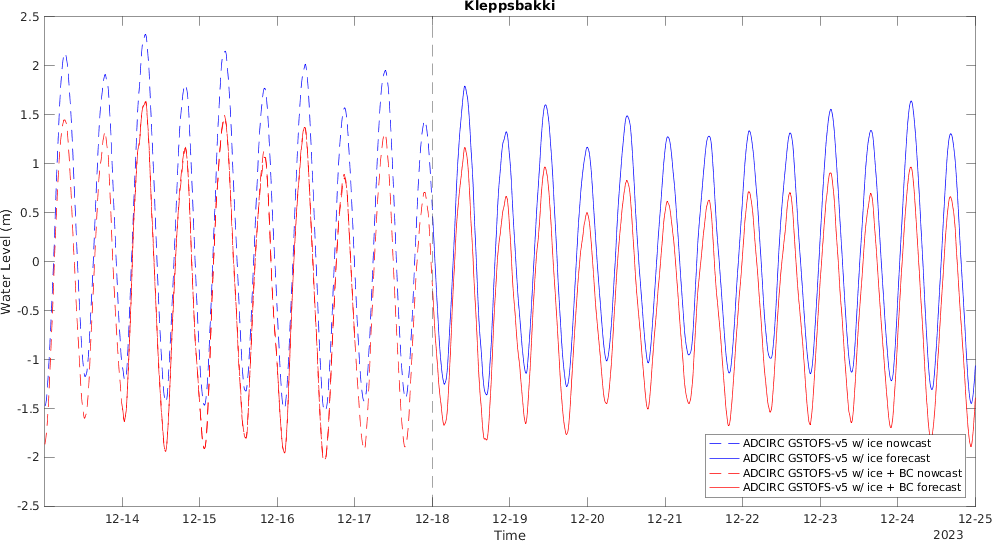 Kleppsbakki
2.5
2
1.5
1
0.5
0
-0.5
-1
-1.5
-2
-2.5
Water Level (m)
12-14 12-15 12-16 12-17 12-18 12-19 12-20 12-21 12-22 12-23 12-24 12-25
Time
2023
ADCIRC GSTOFS-v5 w/ ice nowcast
ADCIRC GSTOFS-v5 w/ ice forecast
ADCIRC GSTOFS-v5 w/ ice + BC nowcast
ADCIRC GSTOFS-v5 w/ ice + BC forecast